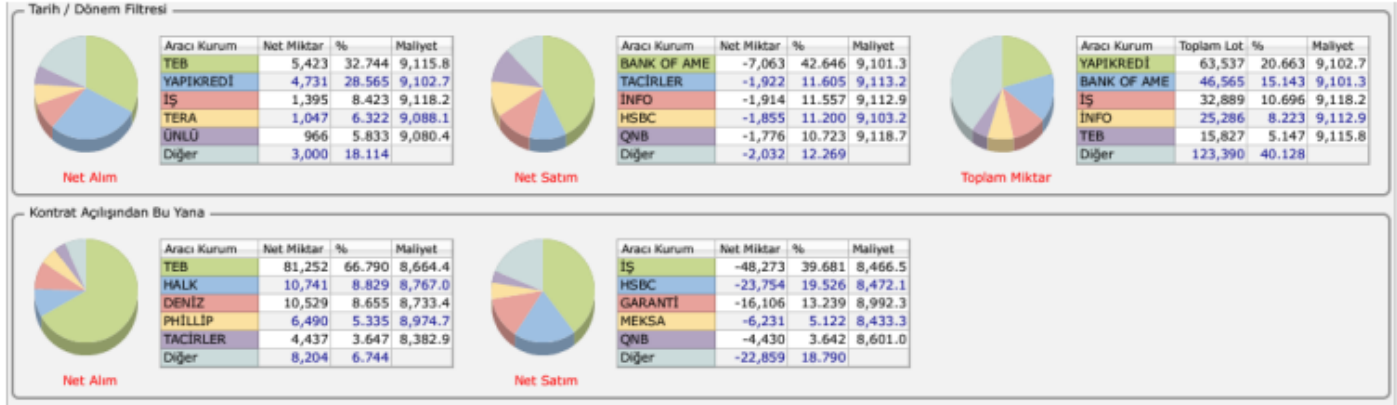 Tarih / Dönem Filtresi
Aracı Kurum Net Miktar % Maliyet
TEB 5,423 32.744 9,115.8
YAPIKREDİ 4,731 28.565 9,102.7
İŞ 1,395 8.423 9,118.2
TERA 1,047 6.322 9,088.1
ÜNLÜ 966 5.833 9,080.4
Diğer 3,000 18.114
Net Alım
Aracı Kurum Net Miktar % Maliyet
BANK OF AME -7,063 42.646 9,101.3
TACİRLER -1,922 11.605 9,113.2
İNFO -1,914 11.557 9,112.9
HSBC -1,855 11.200 9,103.2
QNB -1,776 10.723 9,118.7
Diğer -2,032 12.269
Net Satım
Aracı Kurum Toplam Lot % Maliyet
YAPIKREDİ 63,537 20.663 9,102.7
BANK OF AME 46,565 15.143 9,101.3
İŞ 32,889 10.696 9,118.2
İNFO 25,286 8.223 9,112.9
TEB 15,827 5.147 9,115.8
Diğer 123,390 40.128
Toplam Miktar
Kontrat Açılışından Bu Yana
Aracı Kurum Net Miktar % Maliyet
TEB 81,252 66.790 8,664.4
HALK 10,741 8.829 8,767.0
DENİZ 10,529 8.655 8,733.4
PHİLLİP 6,490 5.335 8,974.7
TACİRLER 4,437 3.647 8,382.9
Diğer 8,204 6.744
Net Alım
Aracı Kurum Net Miktar % Maliyet
İŞ -48,273 39.681 8,466.5
HSBC -23,754 19.526 8,472.1
GARANTİ -16,106 13.239 8,992.3
MEKSA -6,231 5.122 8,433.3
QNB -4,430 3.642 8,601.0
Diğer -22,859 18.790
Net Satım